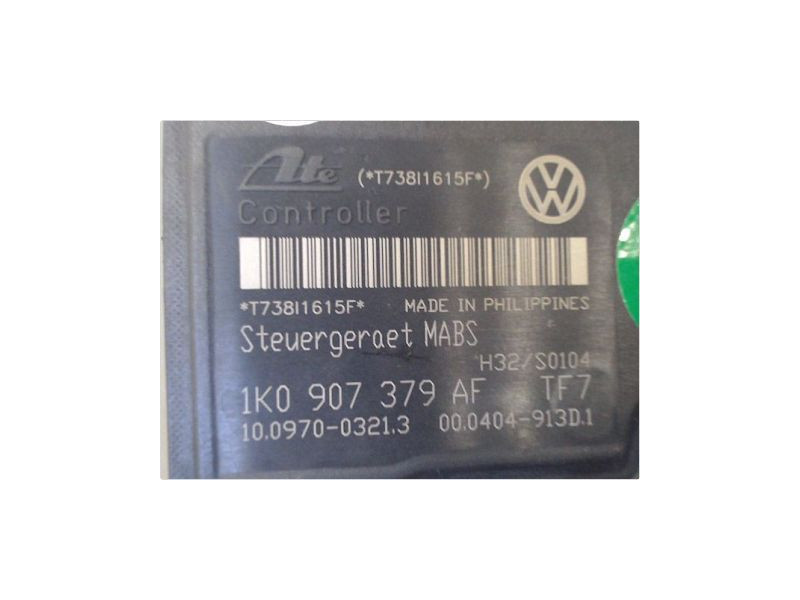 Ate (*T738I1615F*)
Controller
*T738I1615F* MADE IN PHILIPPINES
Steuergeraet MABS
H32/S0104
1K0 907 379 AF TF7
10.0970-0321.3 00.0404-913D.1